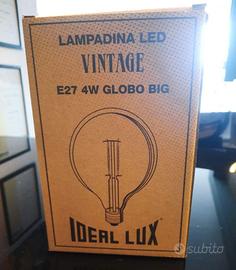 LAMPADINA LED
VINTAGE
E27 4W GLOBO BIG
IDEAL LUX
subito